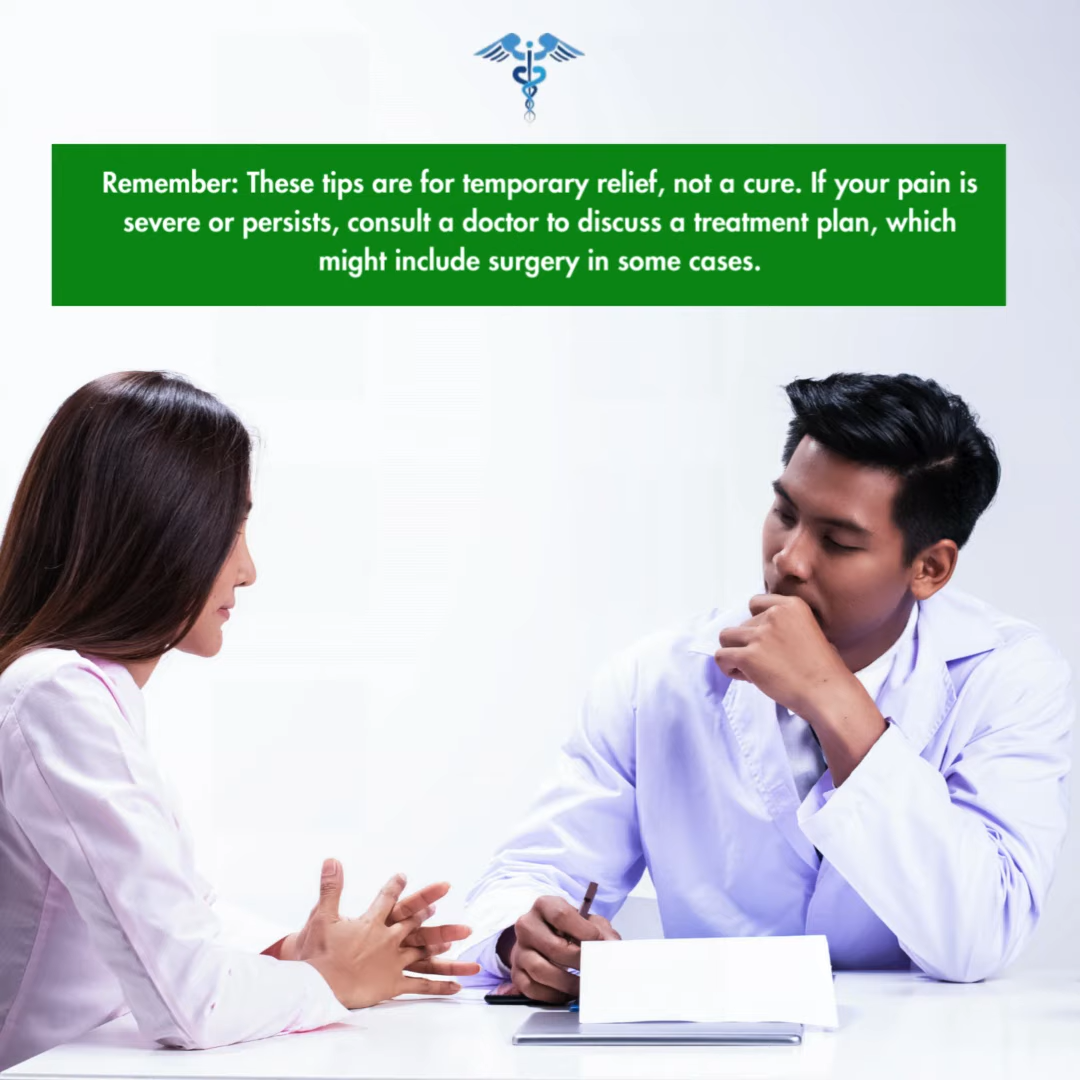 Remember: These tips are for temporary relief, not a cure. If your pain is
severe or persists, consult a doctor to discuss a treatment plan, which
might include surgery in some cases.